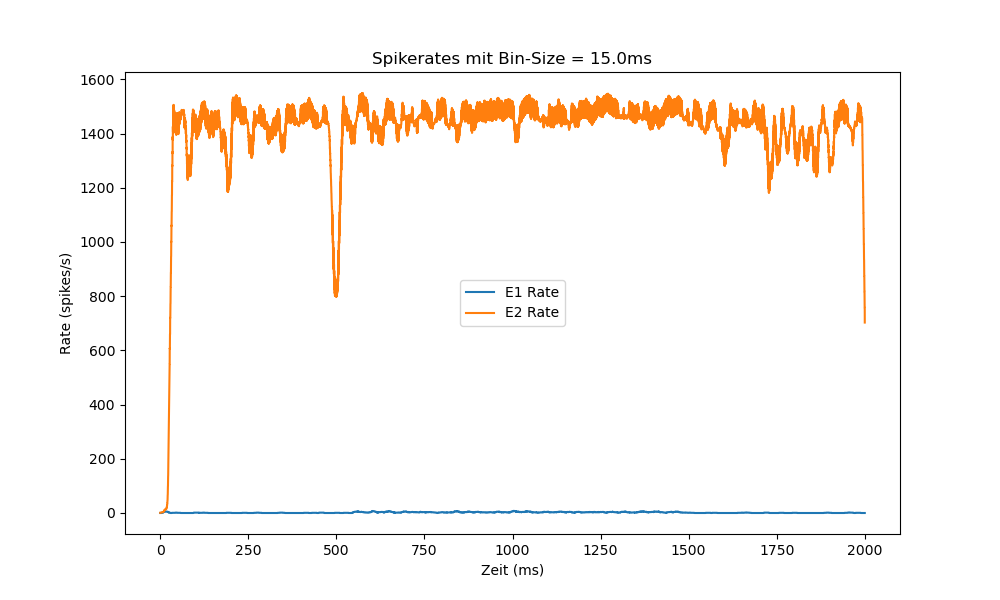 Spikerates mit Bin-Size = 15.0ms
Rate (spikes/s)
1600
1400
1200
1000
800
600
400
200
0
E1 Rate
E2 Rate
0 250 500 750 1000 1250 1500 1750 2000
Zeit (ms)